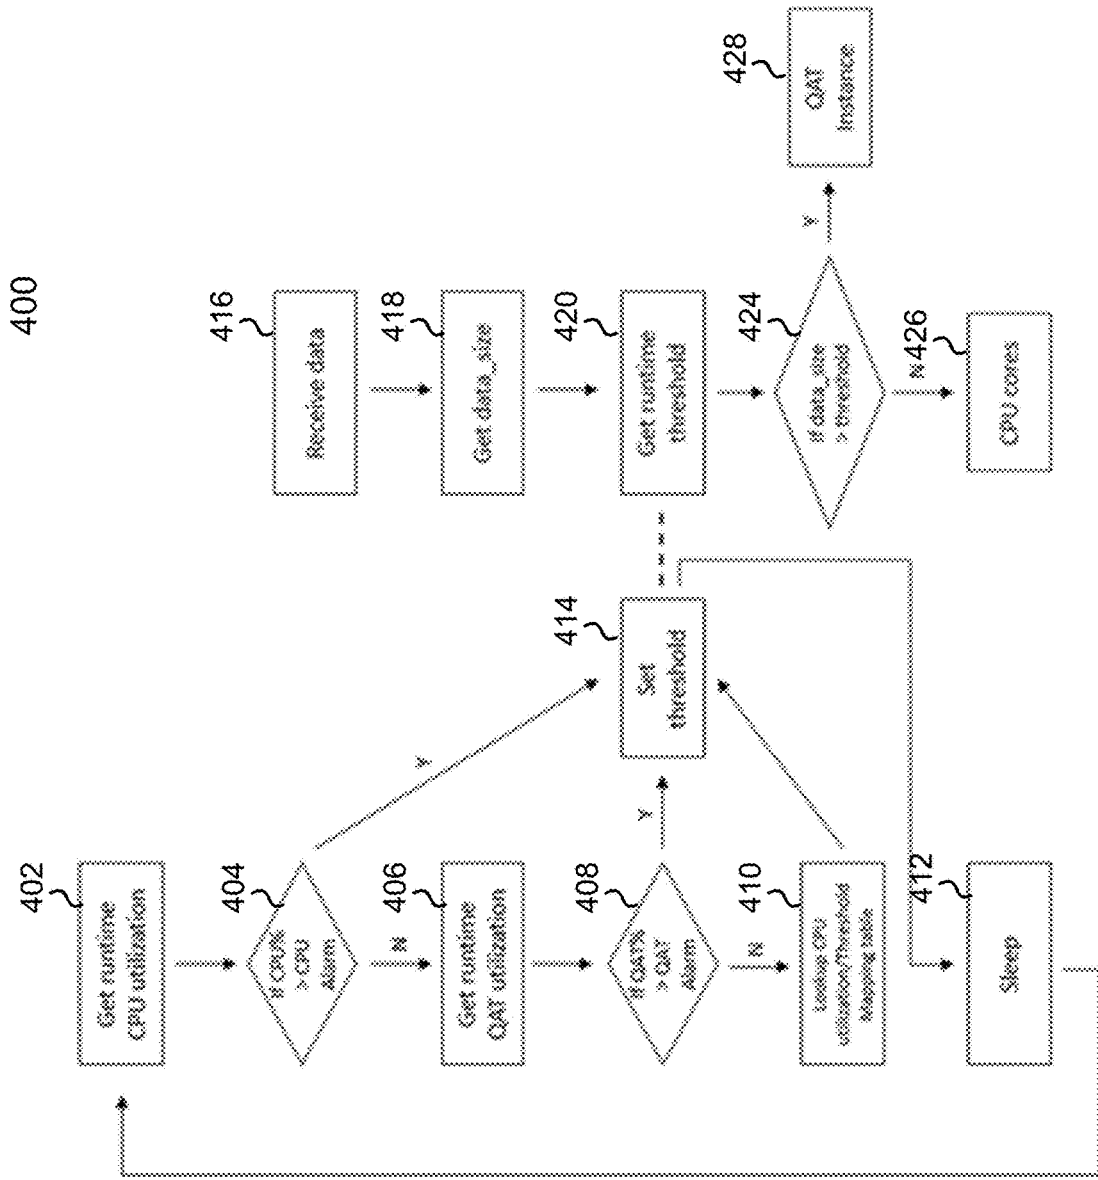 400
402
Get runtime
CPU utilization
404
If CPU%
> CPU
Alarm
Y
N
406
Get runtime
QAT utilization
408
If QAT%
> QAT
Alarm
Y
N
410
Lookup CPU
utilization/Threshold
Mapping table
412
Sleep
414
Set
threshold
416
Receive data
418
Get data_size
420
Get runtime
threshold
424
If data_size
> threshold
Y
N
426
CPU cores
428
QAT
Instance